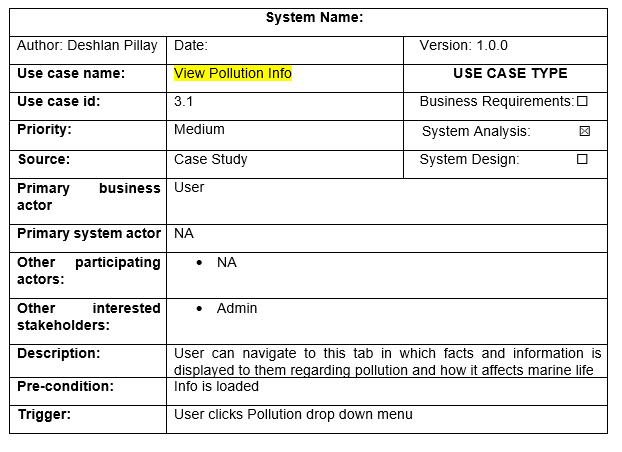 System Name:
Author: Deshlan Pillay Date: Version: 1.0.0
Use case name: View Pollution Info USE CASE TYPE
Use case id: 3.1 Business Requirements: ☐
Priority: Medium System Analysis: ☒
Source: Case Study System Design: ☐
Primary business
actor
User
Primary system actor NA
Other participating
actors:
• NA
Other interested
stakeholders:
• Admin
Description: User can navigate to this tab in which facts and information is
displayed to them regarding pollution and how it affects marine life
Pre-condition: Info is loaded
Trigger: User clicks Pollution drop down menu